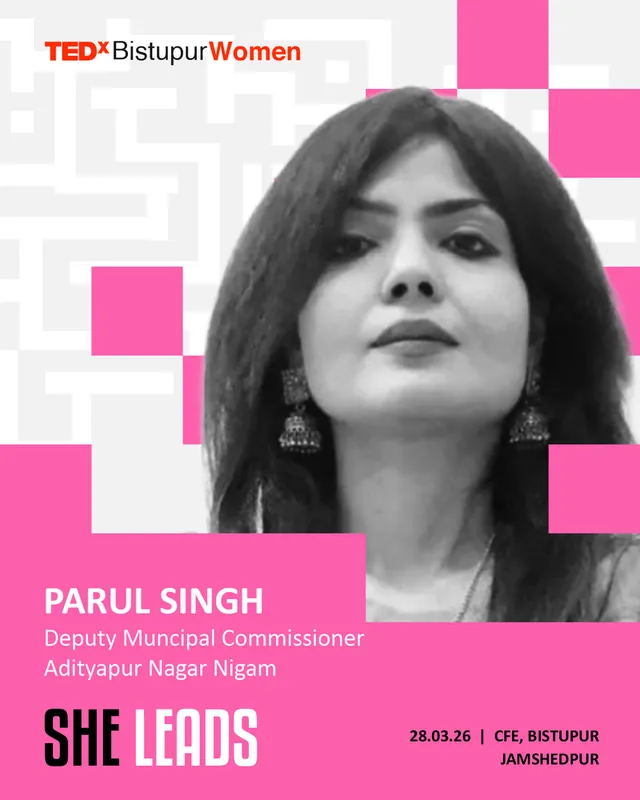 TEDxBistupurWomen
PARUL SINGH
Deputy Muncipal Commissioner
Adityapur Nagar Nigam
SHE LEADS
28.03.26 | CFE, BISTUPUR
JAMSHEDPUR